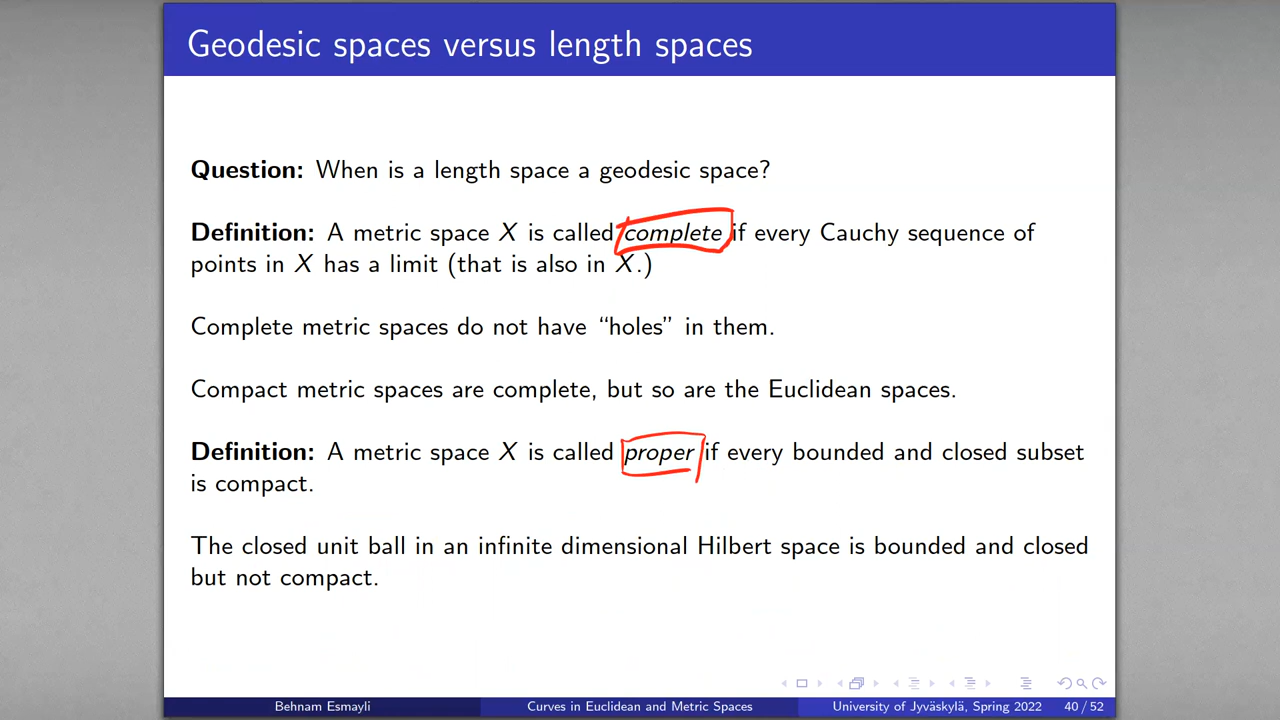 Geodesic spaces versus length spaces
Question: When is a length space a geodesic space?
Definition: A metric space X is called complete if every Cauchy sequence of
points in X has a limit (that is also in X.)
Complete metric spaces do not have “holes” in them.
Compact metric spaces are complete, but so are the Euclidean spaces.
Definition: A metric space X is called proper if every bounded and closed subset
is compact.
The closed unit ball in an infinite dimensional Hilbert space is bounded and closed
but not compact.
Behnam Esmayli Curves in Euclidean and Metric Spaces University of Jyväskylä, Spring 2022 40 / 52